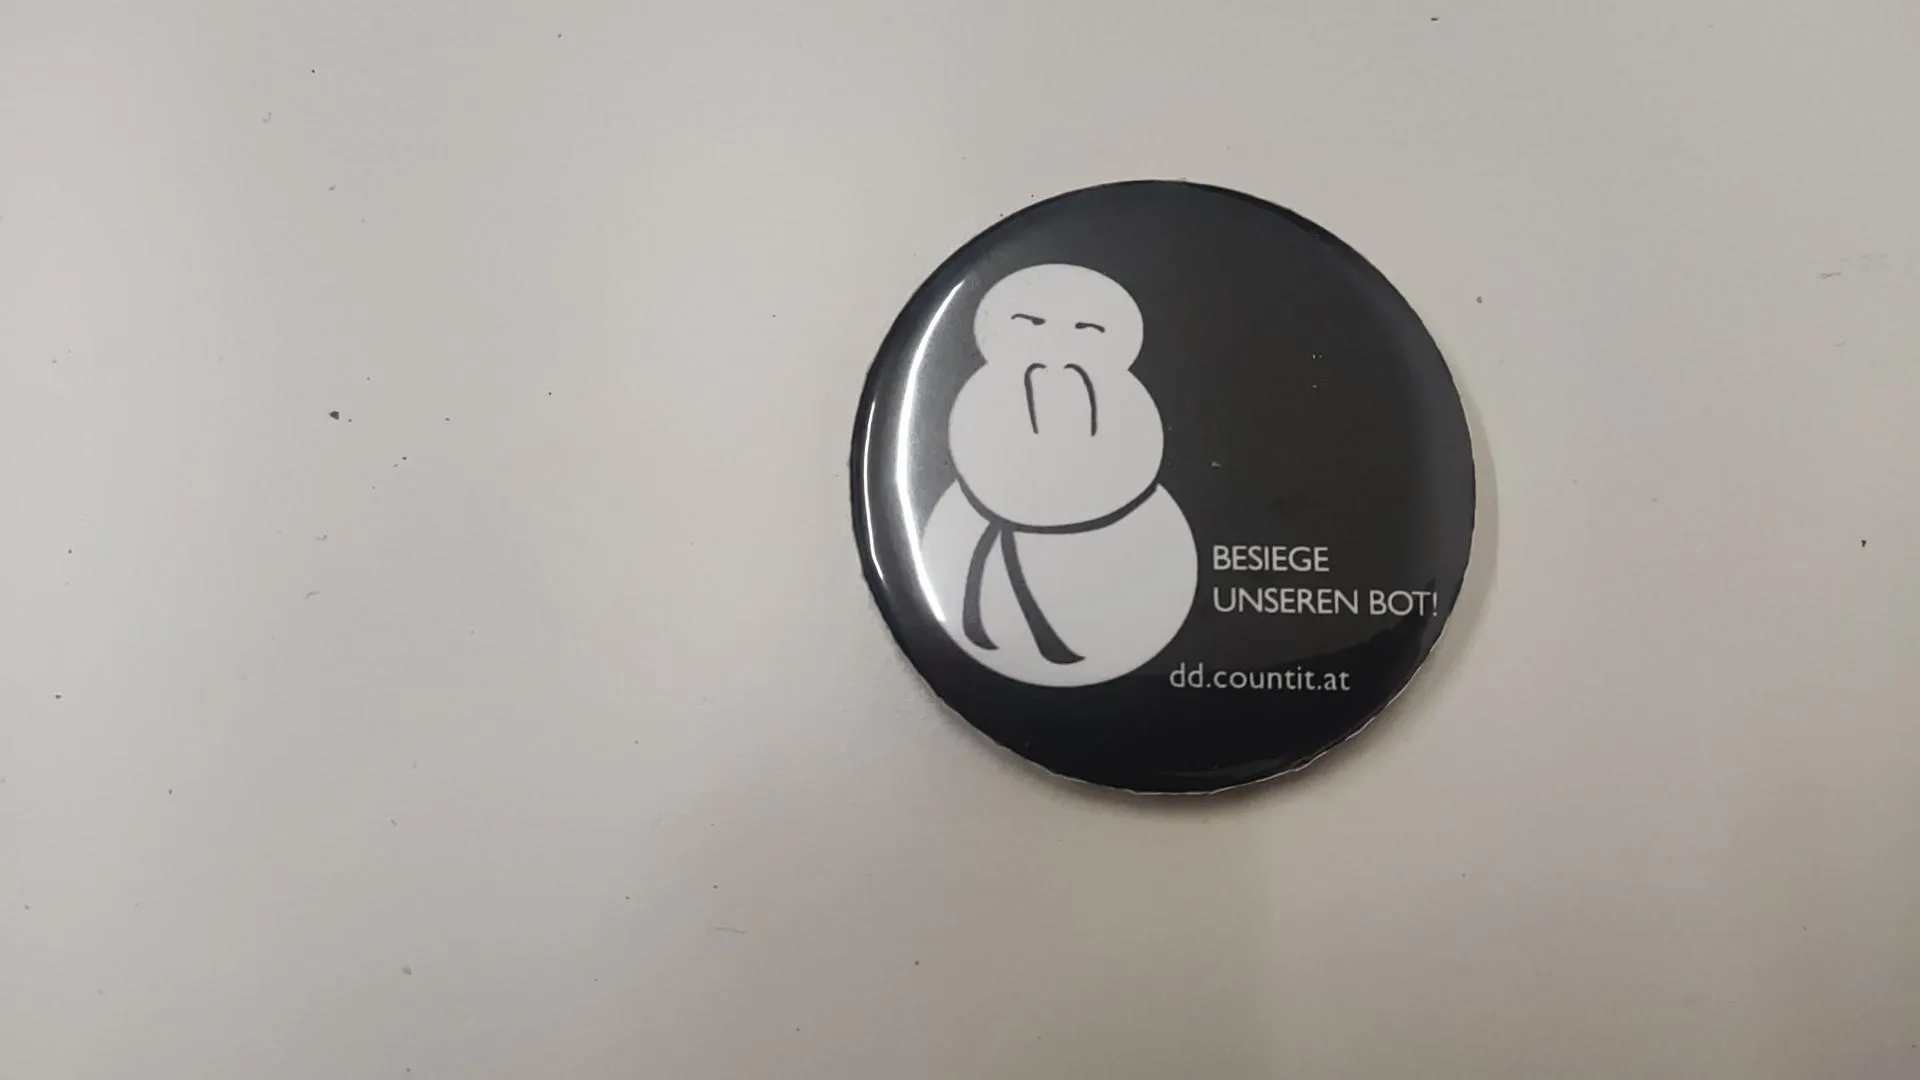 BESIEGE
UNSEREN BOT!
dd.countit.at